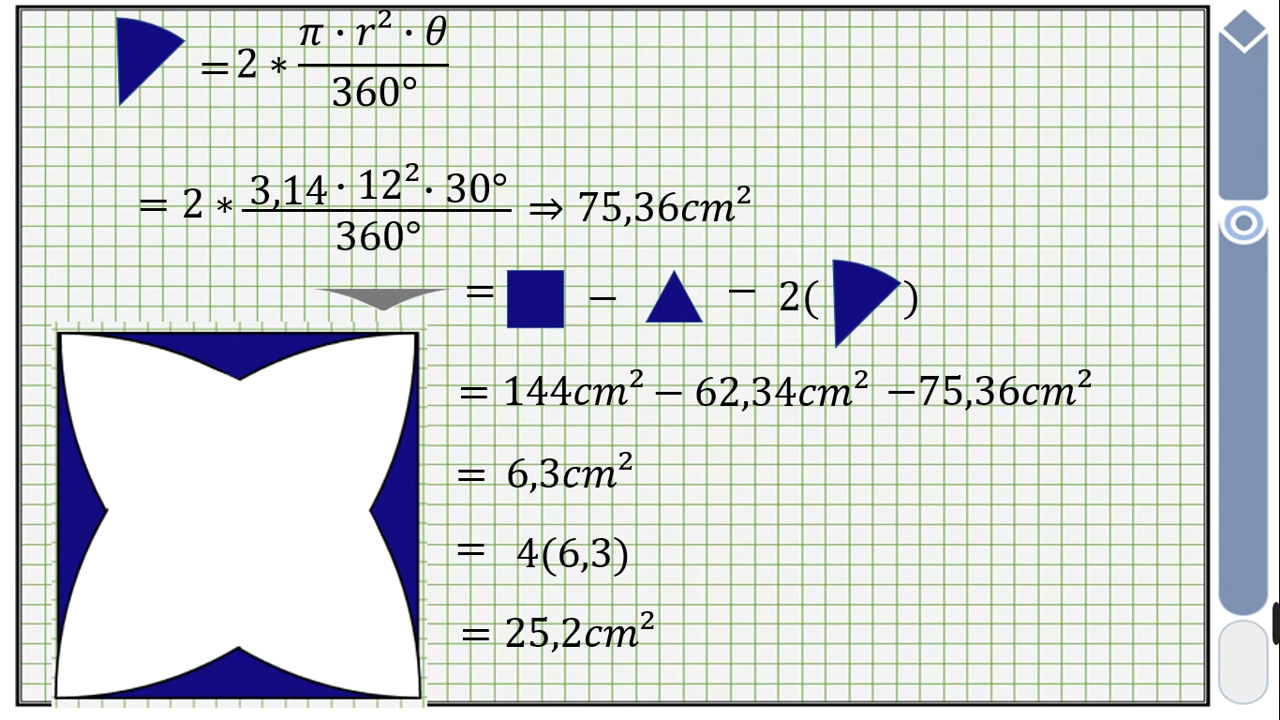 = 2 * π · r² · θ / 360°
= 2 * 3,14 · 12² · 30° / 360° ⇒ 75,36cm²
= − − 2( )
= 144cm² − 62,34cm² −75,36cm²
= 6,3cm²
= 4(6,3)
= 25,2cm²